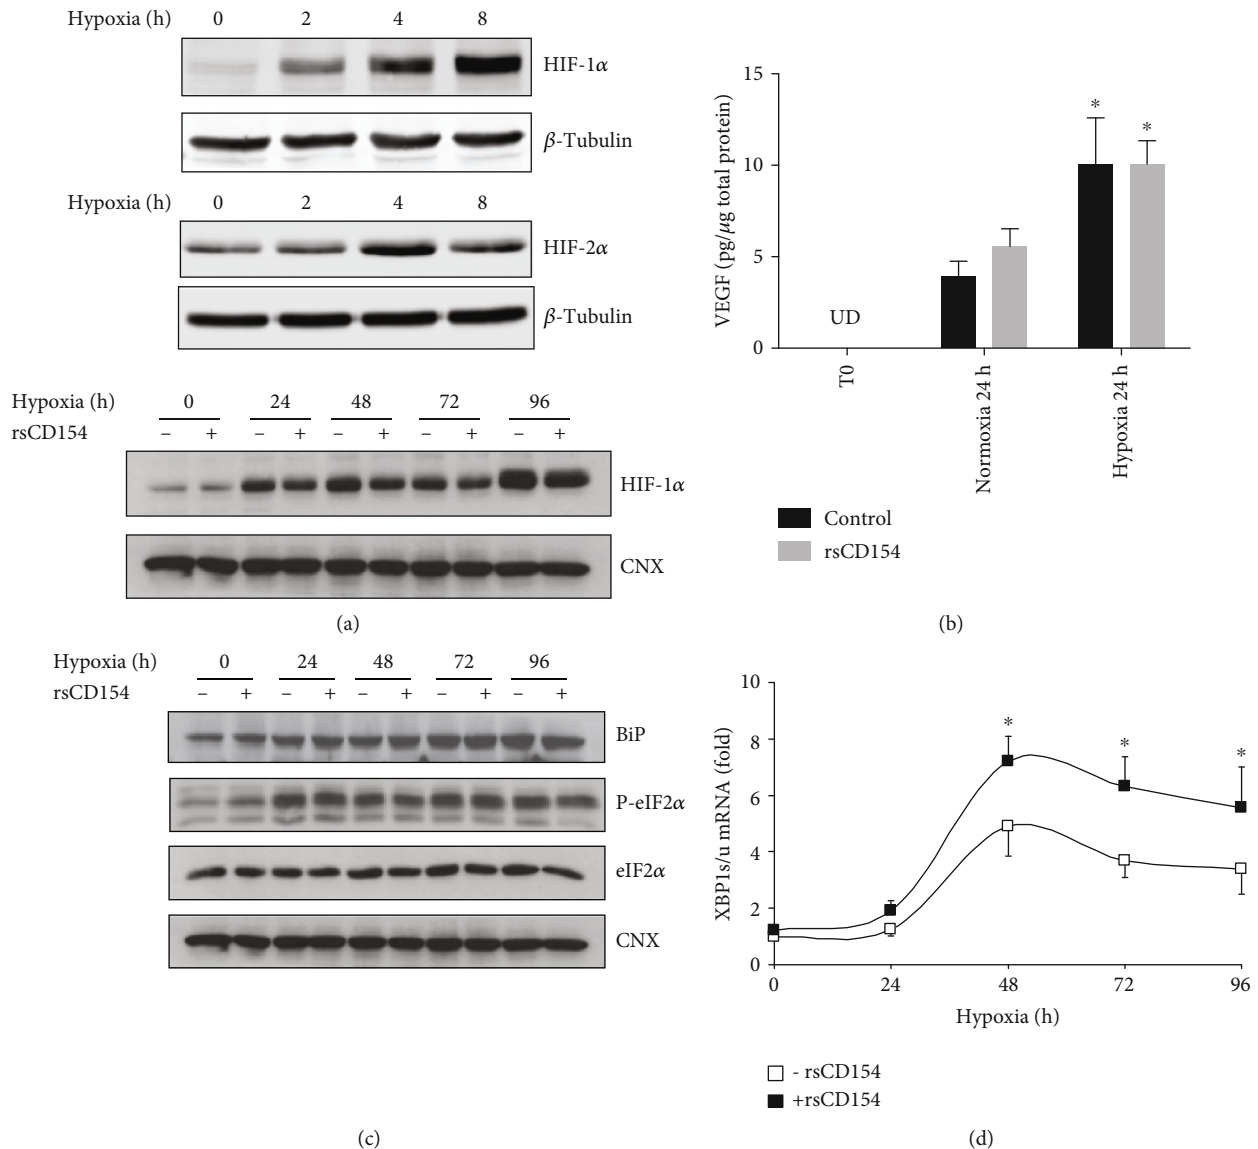 Hypoxia (h) 0 2 4 8
HIF-1α
β-Tubulin
Hypoxia (h) 0 2 4 8
HIF-2α
β-Tubulin
Hypoxia (h) 0 24 48 72 96
rsCD154 – + – + – + – + – +
HIF-1α
CNX
(a)
VEGF (pg/μg total protein)
15
10
5
0
* *
UD
T0
Normoxia 24 h
Hypoxia 24 h
Control
rsCD154
(b)
Hypoxia (h) 0 24 48 72 96
rsCD154 – + – + – + – + – +
BiP
P-eIF2α
eIF2α
CNX
(c)
XBP1s/u mRNA (fold)
10
8
6
4
2
0
* * *
0 24 48 72 96
Hypoxia (h)
- rsCD154
+rsCD154
(d)